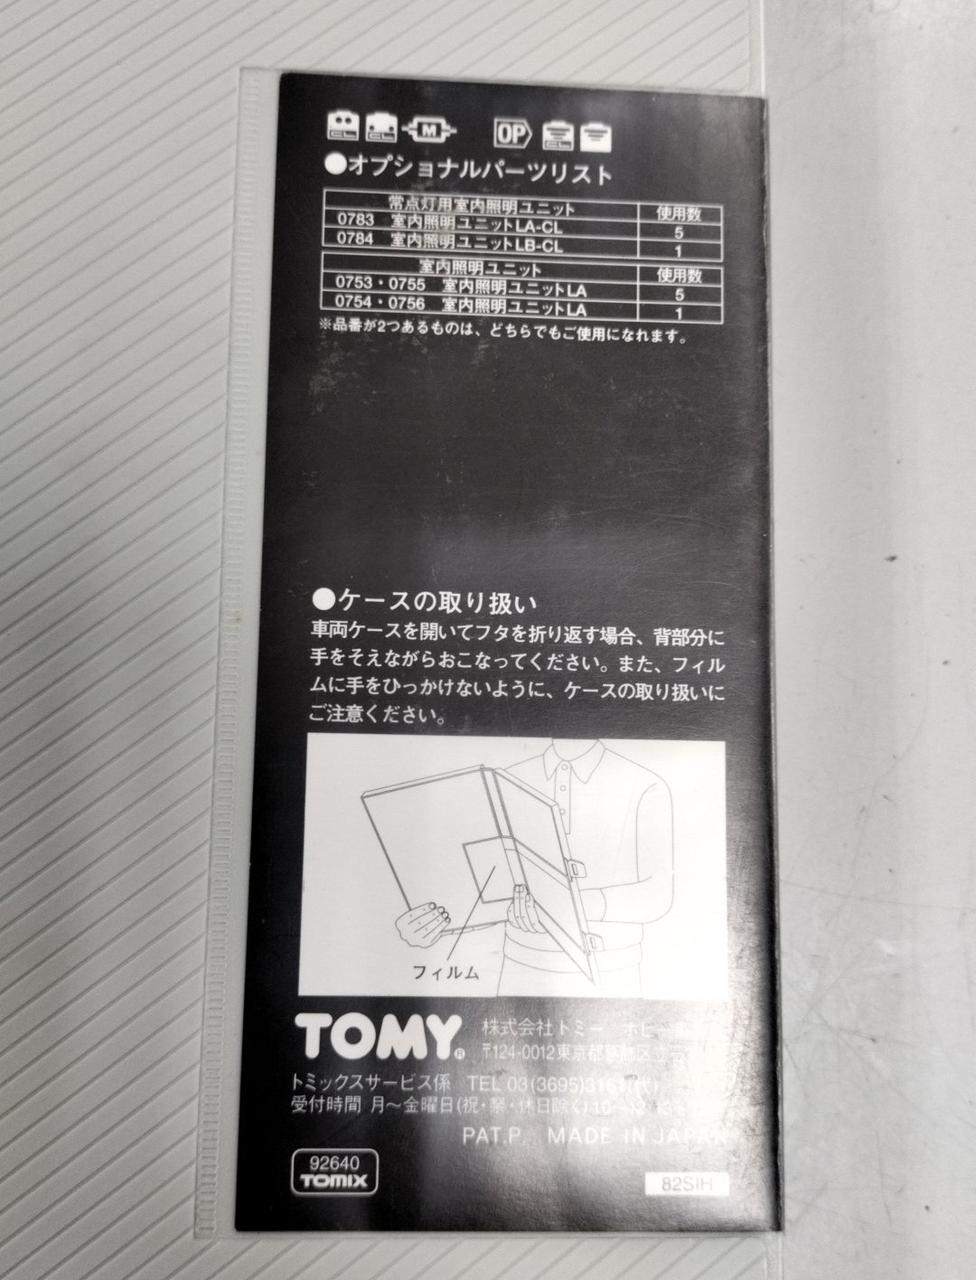 CL CL M OP CL
●オプショナルパーツリスト
常点灯用室内照明ユニット 使用数
0783 室内照明ユニットLA-CL 5
0784 室内照明ユニットLB-CL 1
室内照明ユニット 使用数
0753・0755 室内照明ユニットLA 5
0754・0756 室内照明ユニットLA 1
※品番が2つあるものは、どちらでもご使用になれます。
●ケースの取り扱い
車両ケースを開いてフタを折り返す場合、背部分に
手をそえながらおこなってください。また、フィル
ムに手をひっかけないように、ケースの取り扱いに
ご注意ください。
フィルム
TOMY® 株式会社トミー
〒124-0012東京都葛飾区立
トミックスサービス係 TEL 03(3695)3161(代)
受付時間 月〜金曜日(祝・祭・休日除く)10
PAT.P. MADE IN JAPAN
92640
TOMIX
82SIH